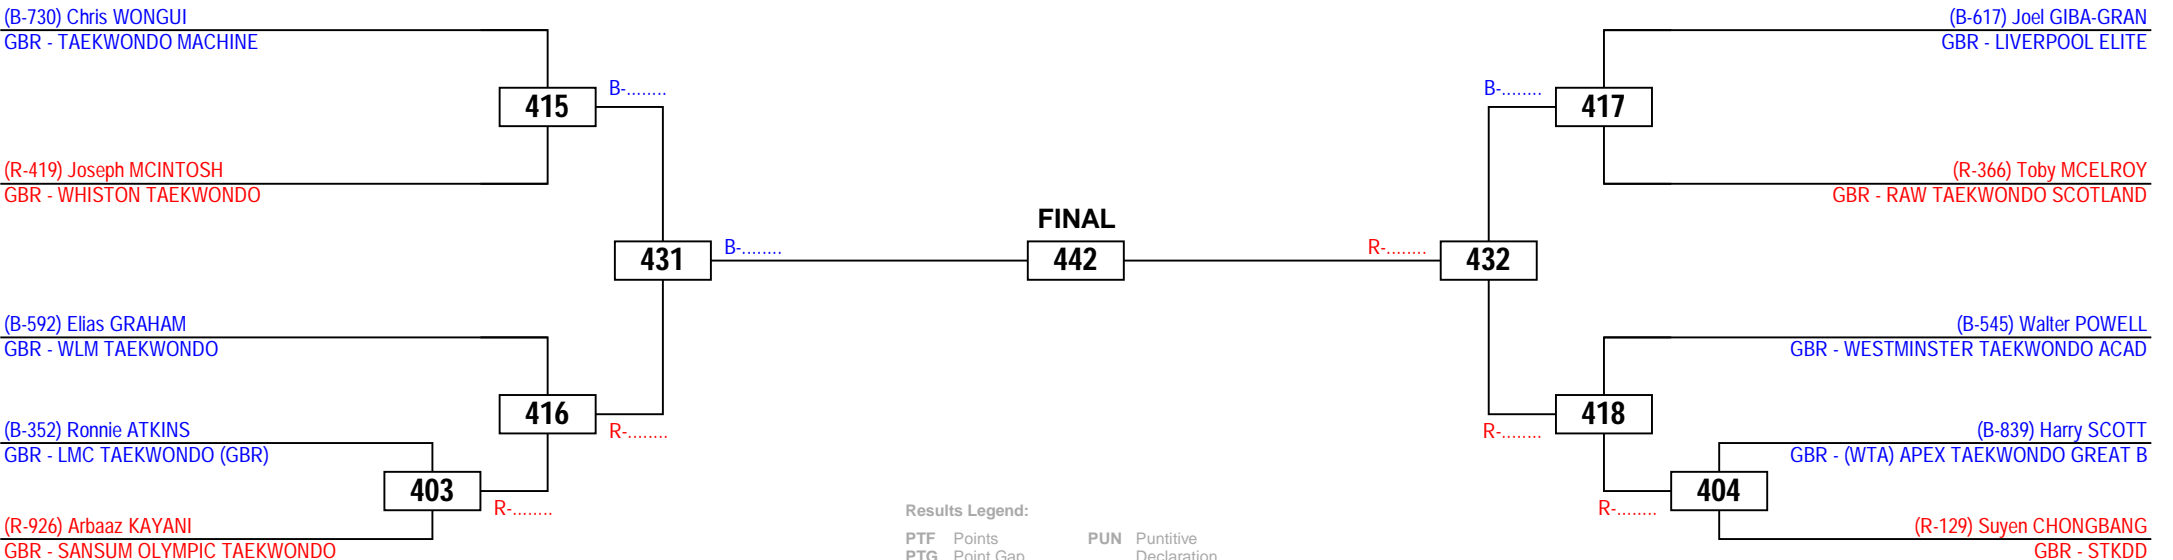 (B-730) Chris WONGUI
GBR - TAEKWONDO MACHINE
415
B-........
(R-419) Joseph MCINTOSH
GBR - WHISTON TAEKWONDO
431
B-........
(B-592) Elias GRAHAM
GBR - WLM TAEKWONDO
416
R-........
(B-352) Ronnie ATKINS
GBR - LMC TAEKWONDO (GBR)
403
R-........
(R-926) Arbaaz KAYANI
GBR - SANSUM OLYMPIC TAEKWONDO
FINAL
442
(B-617) Joel GIBA-GRAN
GBR - LIVERPOOL ELITE
B-........
417
(R-366) Toby MCELROY
GBR - RAW TAEKWONDO SCOTLAND
R-........
432
(B-545) Walter POWELL
GBR - WESTMINSTER TAEKWONDO ACAD
418
R-........
(B-839) Harry SCOTT
GBR - (WTA) APEX TAEKWONDO GREAT B
404
R-........
(R-129) Suyen CHONGBANG
GBR - STKDD
Results Legend:
PTF Points PUN Puntitive
PTG Point Gap Declaration